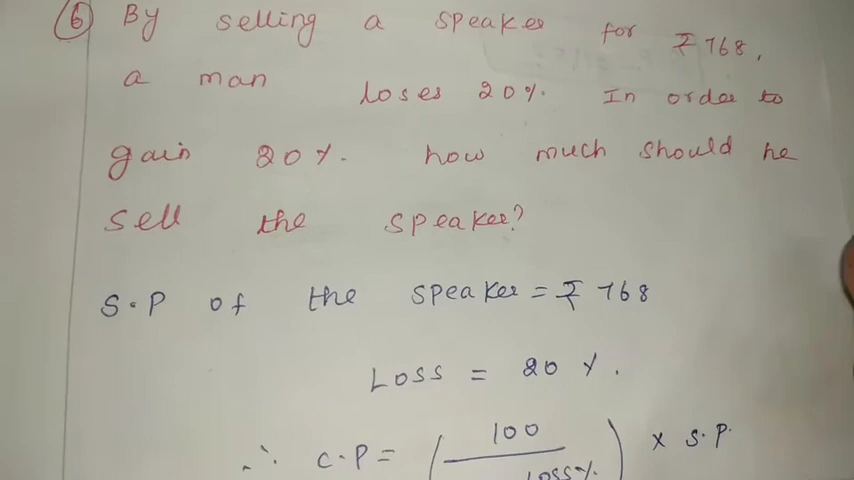 6 By selling a speaker for ₹768,
a man loses 20%. In order to
gain 20%. how much should he
sell the speaker?
S.P of the speaker = ₹ 768
Loss = 20%.
∴ C.P = ( 100 / Loss% ) × S.P.